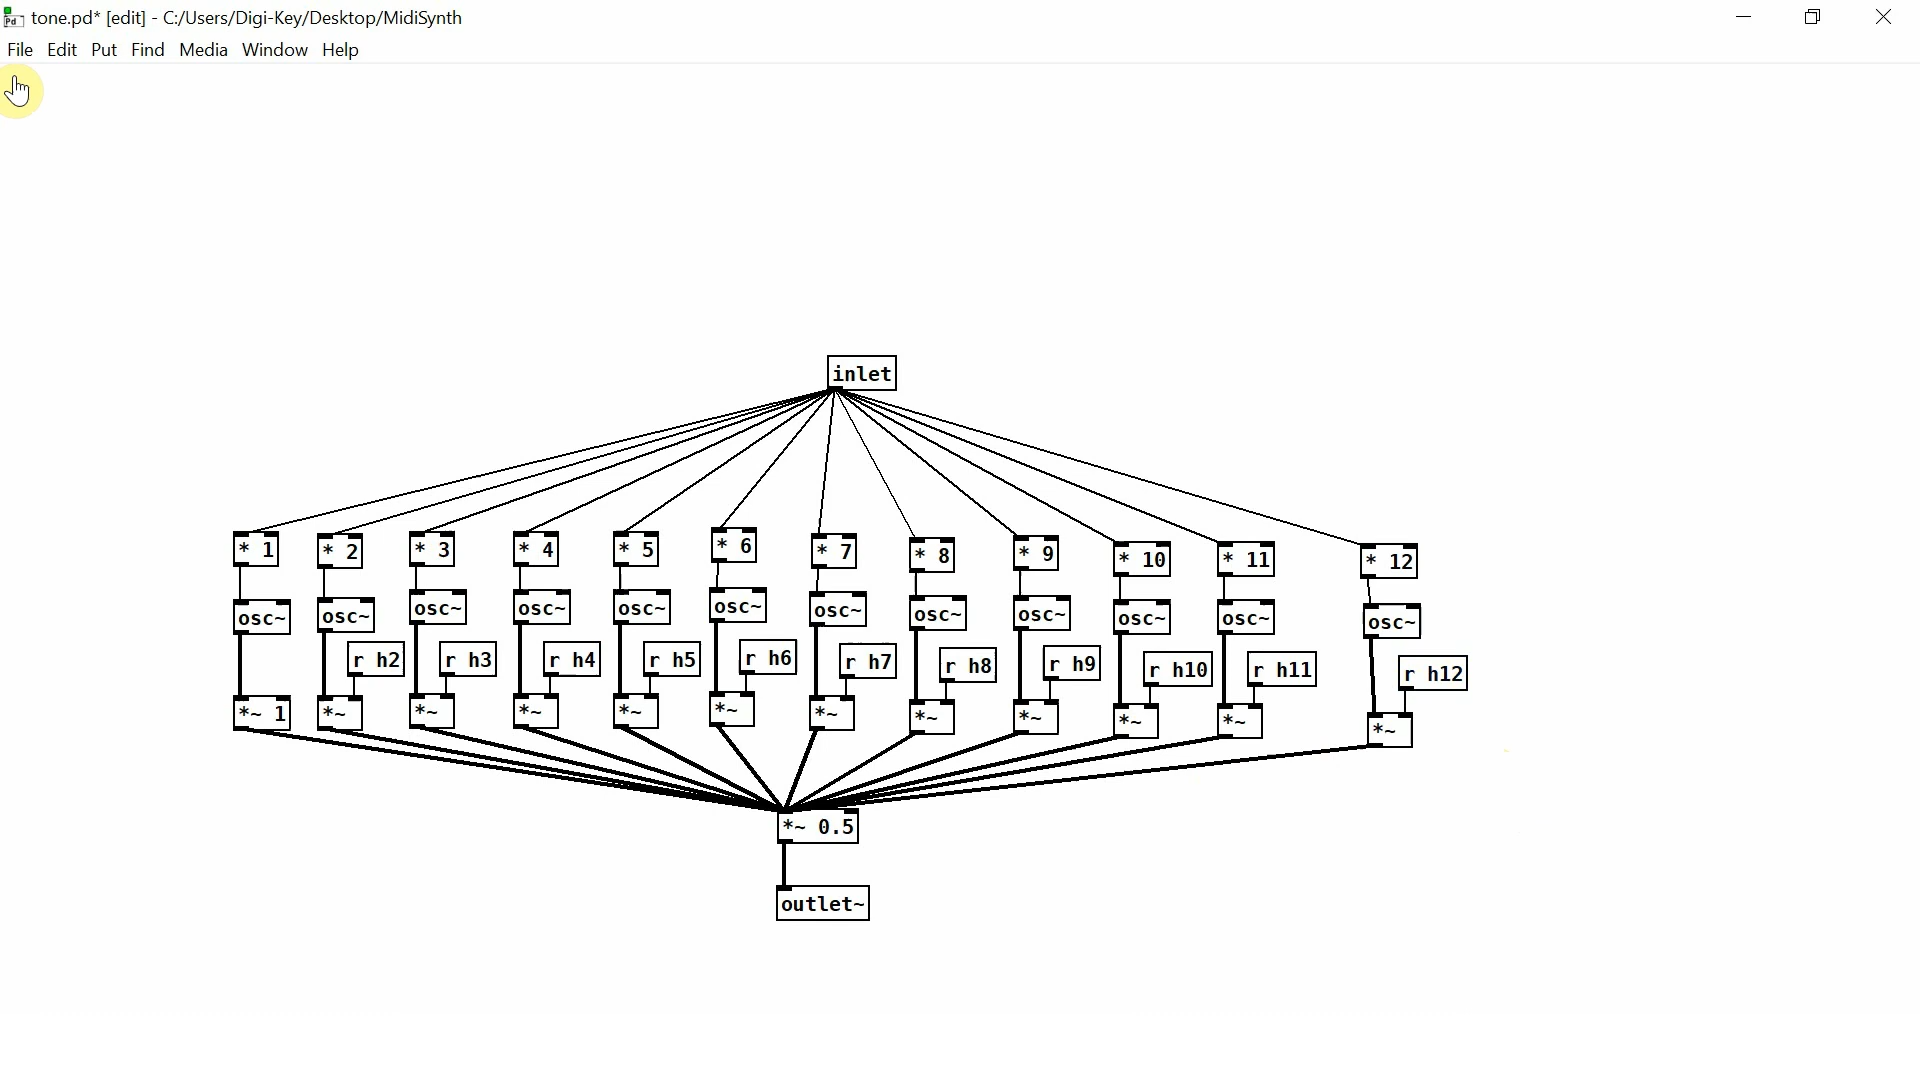 tone.pd* [edit] - C:/Users/Digi-Key/Desktop/MidiSynth
File Edit Put Find Media Window Help
inlet
* 1 * 2 * 3 * 4 * 5 * 6 * 7 * 8 * 9 * 10 * 11 * 12
osc~ osc~ osc~ osc~ osc~ osc~ osc~ osc~ osc~ osc~ osc~ osc~
r h2 r h3 r h4 r h5 r h6 r h7 r h8 r h9 r h10 r h11 r h12
*~ 1 *~ *~ *~ *~ *~ *~ *~ *~ *~ *~ *~
*~ 0.5
outlet~